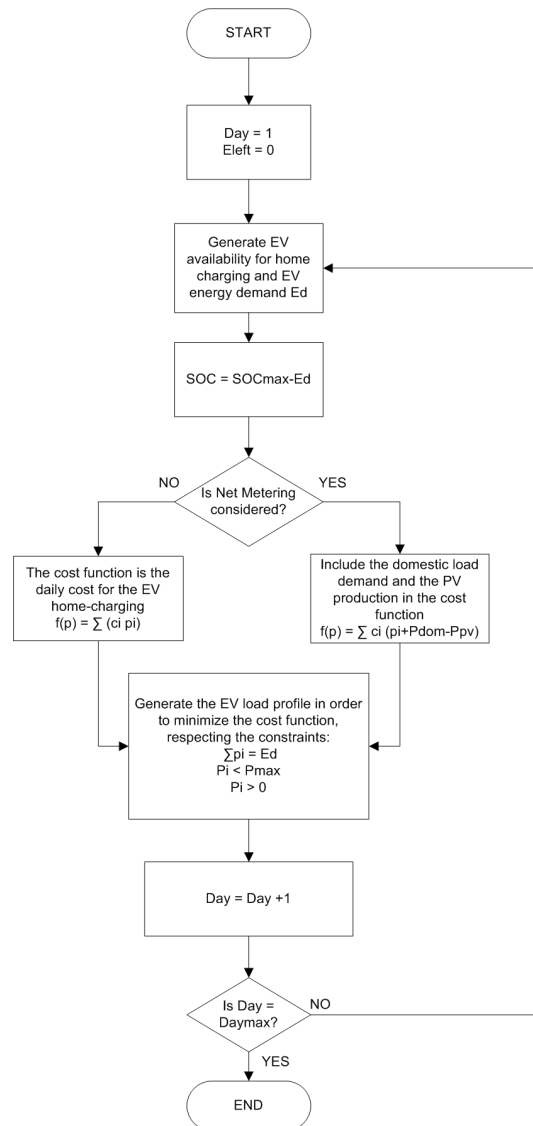 START
Day = 1
Eleft = 0
Generate EV
availability for home
charging and EV
energy demand Ed
SOC = SOCmax-Ed
NO
YES
Is Net Metering
considered?
The cost function is the
daily cost for the EV
home-charging
f(p) = ∑ (ci pi)
Include the domestic load
demand and the PV
production in the cost
function
f(p) = ∑ ci (pi+Pdom-Ppv)
Generate the EV load profile in order
to minimize the cost function,
respecting the constraints:
∑pi = Ed
Pi < Pmax
Pi > 0
Day = Day +1
Is Day =
Daymax?
NO
YES
END